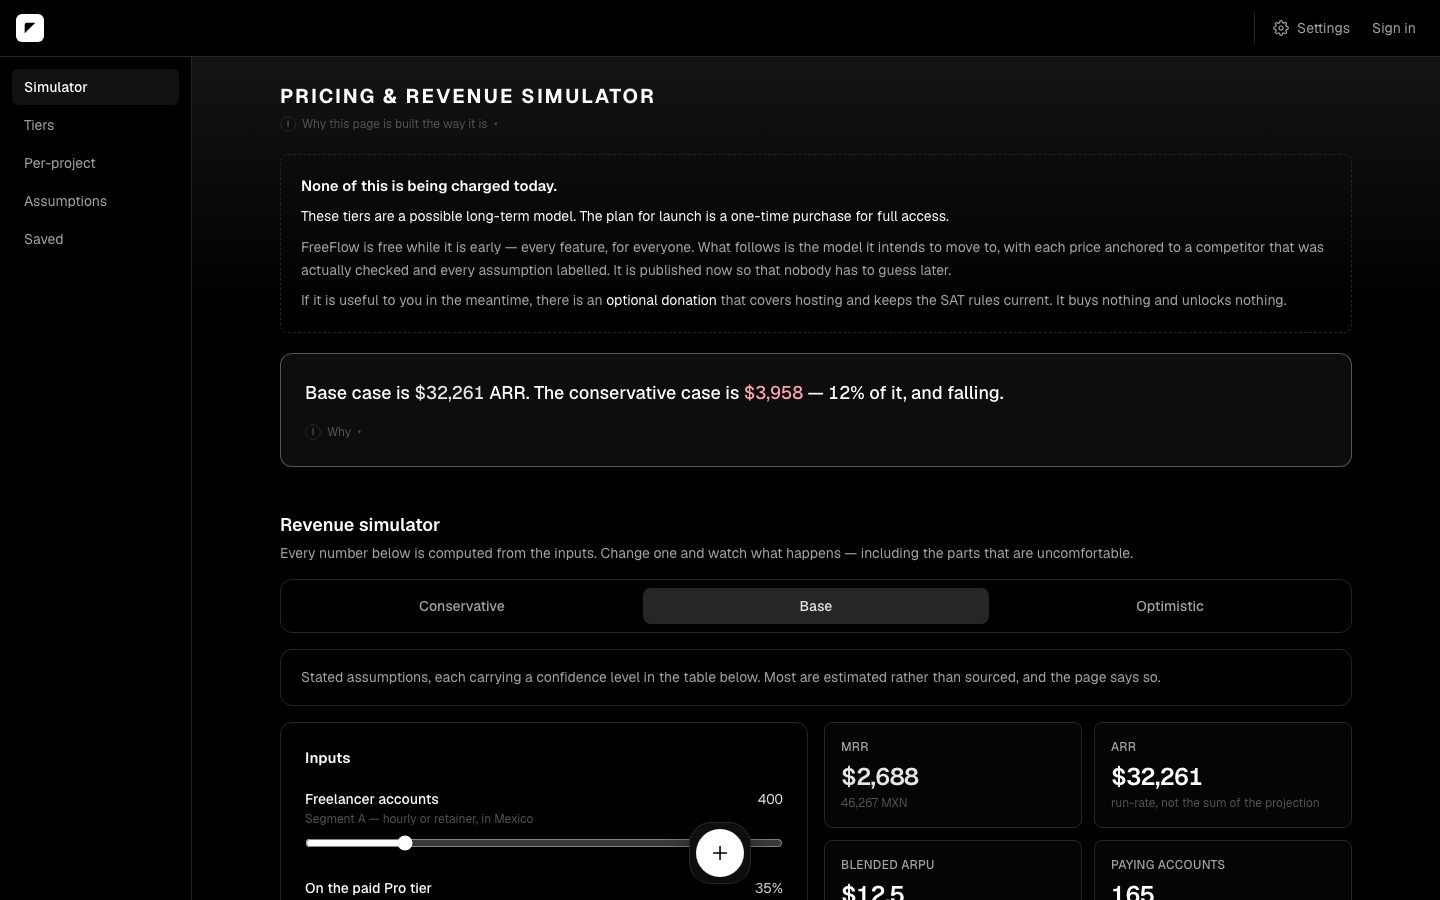 Settings
Sign in
Simulator
Tiers
Per-project
Assumptions
Saved
PRICING & REVENUE SIMULATOR
Why this page is built the way it is
None of this is being charged today.
These tiers are a possible long-term model. The plan for launch is a one-time purchase for full access.
FreeFlow is free while it is early — every feature, for everyone. What follows is the model it intends to move to, with each price anchored to a competitor that was
actually checked and every assumption labelled. It is published now so that nobody has to guess later.
If it is useful to you in the meantime, there is an optional donation that covers hosting and keeps the SAT rules current. It buys nothing and unlocks nothing.
Base case is $32,261 ARR. The conservative case is $3,958 — 12% of it, and falling.
Why
Revenue simulator
Every number below is computed from the inputs. Change one and watch what happens — including the parts that are uncomfortable.
Conservative
Base
Optimistic
Stated assumptions, each carrying a confidence level in the table below. Most are estimated rather than sourced, and the page says so.
Inputs
Freelancer accounts
400
Segment A — hourly or retainer, in Mexico
On the paid Pro tier
35%
MRR
$2,688
46,267 MXN
ARR
$32,261
run-rate, not the sum of the projection
BLENDED ARPU
$12.5
PAYING ACCOUNTS
165